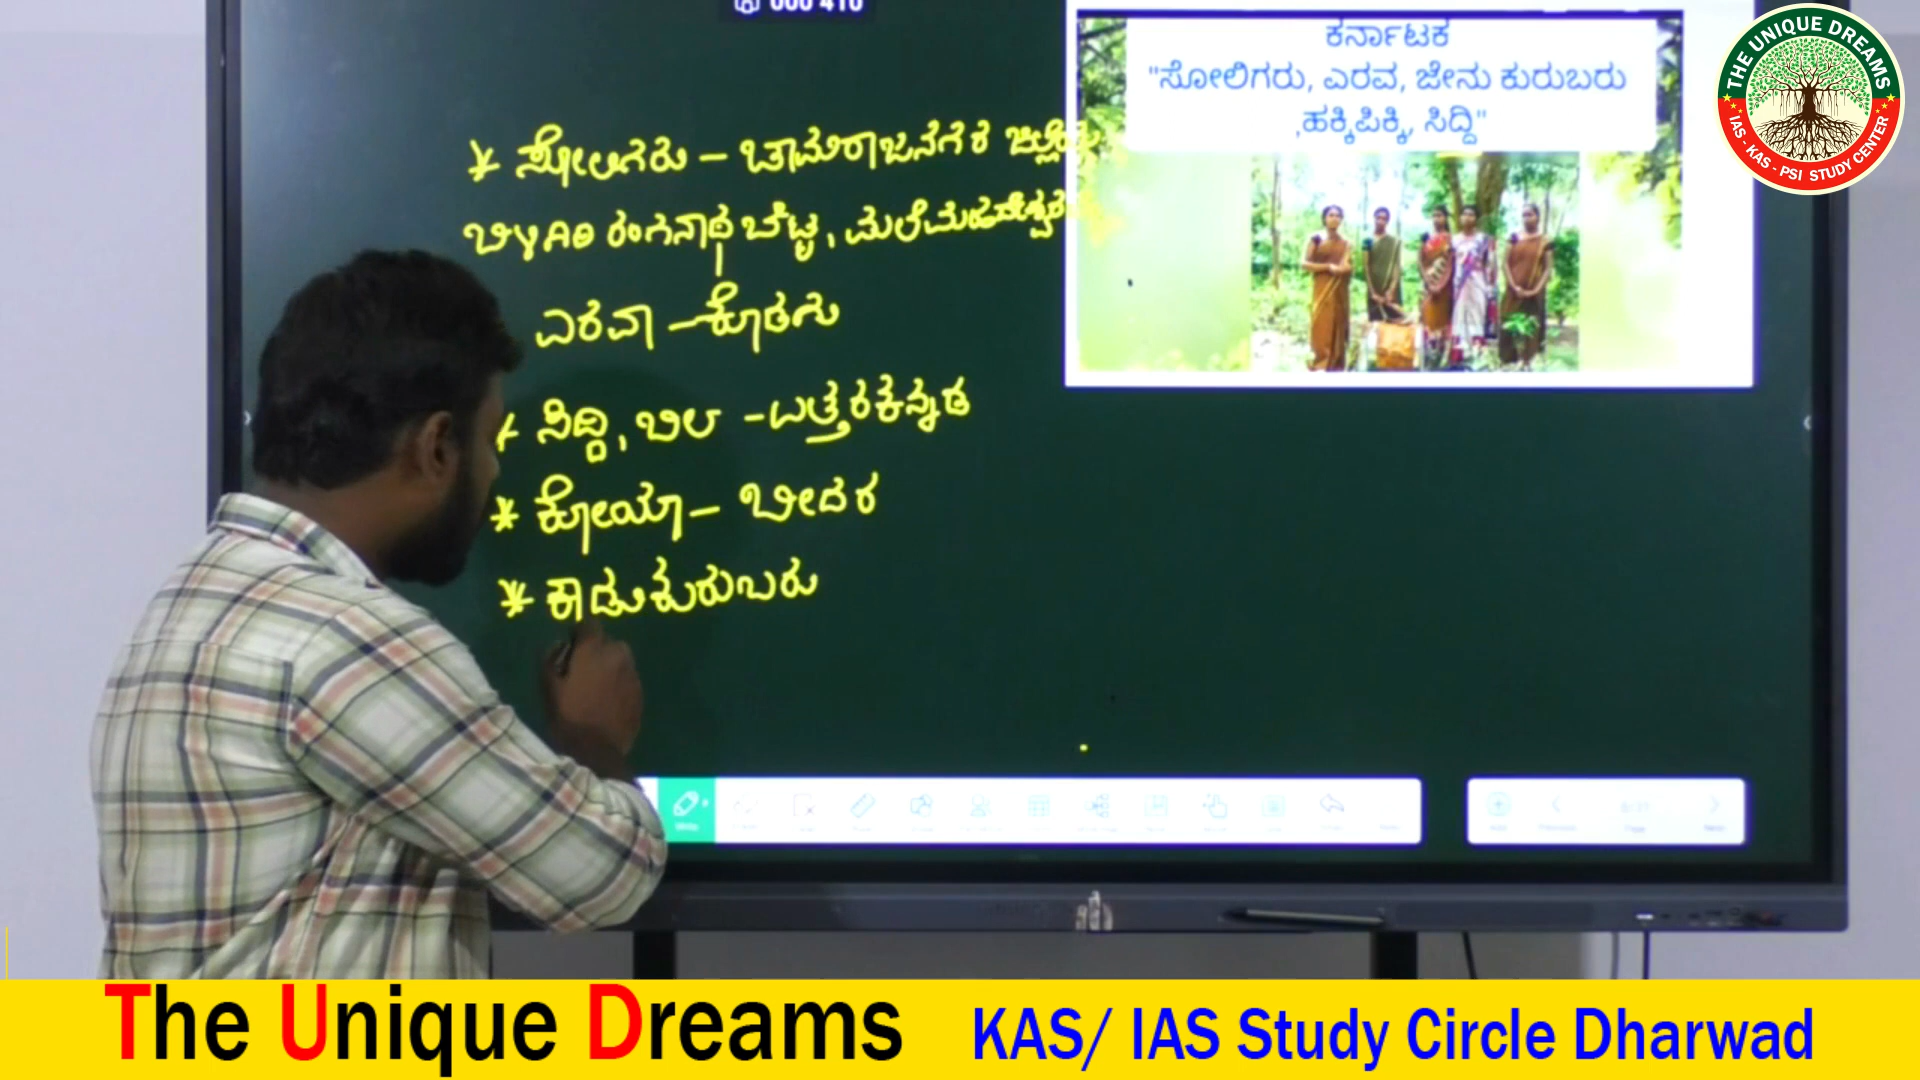 ಕರ್ನಾಟಕ
"ಸೋಲಿಗರು, ಎರವ, ಜೇನು ಕುರುಬರು
,ಹಕ್ಕಿಪಿಕ್ಕಿ, ಸಿದ್ದಿ"
THE UNIQUE DREAMS
IAS - KAS - PSI STUDY CENTER
* ಸೋಲಿಗರು – ಚಾಮರಾಜನಗರ ಜಿಲ್ಲೆಯ
ಬಿಳಿಗಿರಿ ರಂಗನಾಥ ಬೆಟ್ಟ, ಮಲೆಮಹದೇಶ್ವರ
ಎರವಾ – ಕೊಡಗು
* ಸಿದ್ದಿ, ಬಿಲ – ಉತ್ತರಕನ್ನಡ
* ಕೋಯಾ – ಬೀದರ
* ಕಾಡುಕುರುಬರು
The Unique Dreams KAS/ IAS Study Circle Dharwad